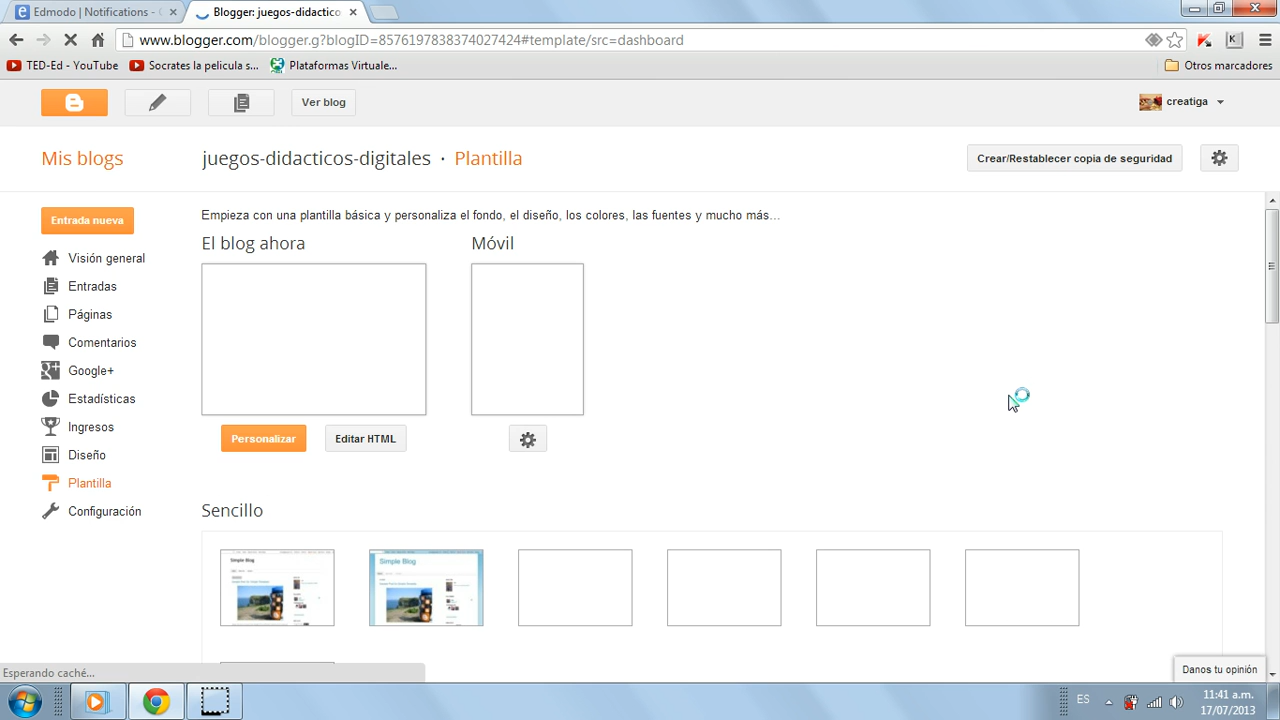 Edmodo | Notifications -
Blogger: juegos-didactico
www.blogger.com/blogger.g?blogID=8576197838374027424#template/src=dashboard
TED-Ed - YouTube
Socrates la pelicula s...
Plataformas Virtuale...
Otros marcadores
Ver blog
creatiga
Mis blogs
juegos-didacticos-digitales · Plantilla
Crear/Restablecer copia de seguridad
Entrada nueva
Empieza con una plantilla básica y personaliza el fondo, el diseño, los colores, las fuentes y mucho más...
El blog ahora
Móvil
Visión general
Entradas
Páginas
Comentarios
Google+
Estadísticas
Ingresos
Diseño
Plantilla
Configuración
Personalizar
Editar HTML
Sencillo
Simple Blog
Simple Blog
Esperando caché...
Danos tu opinión
ES
11:41 a.m.
17/07/2013